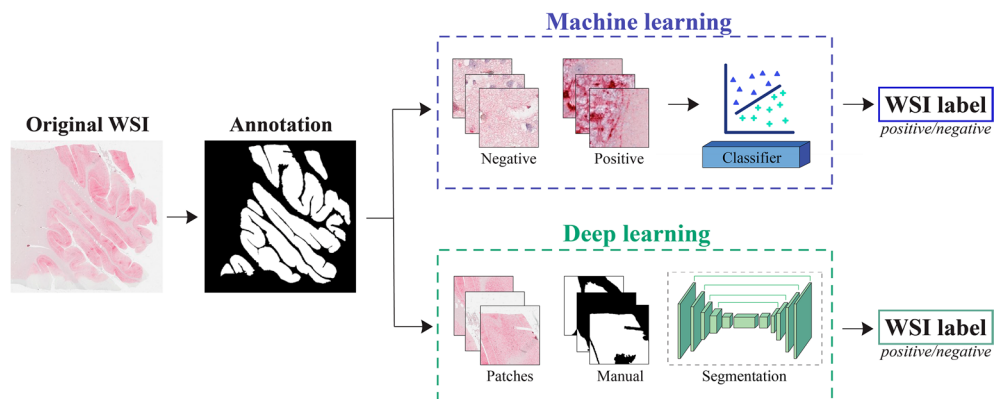 Machine learning
Original WSI
Annotation
Negative
Positive
Classifier
WSI label
positive/negative
Deep learning
Patches
Manual
Segmentation
WSI label
positive/negative